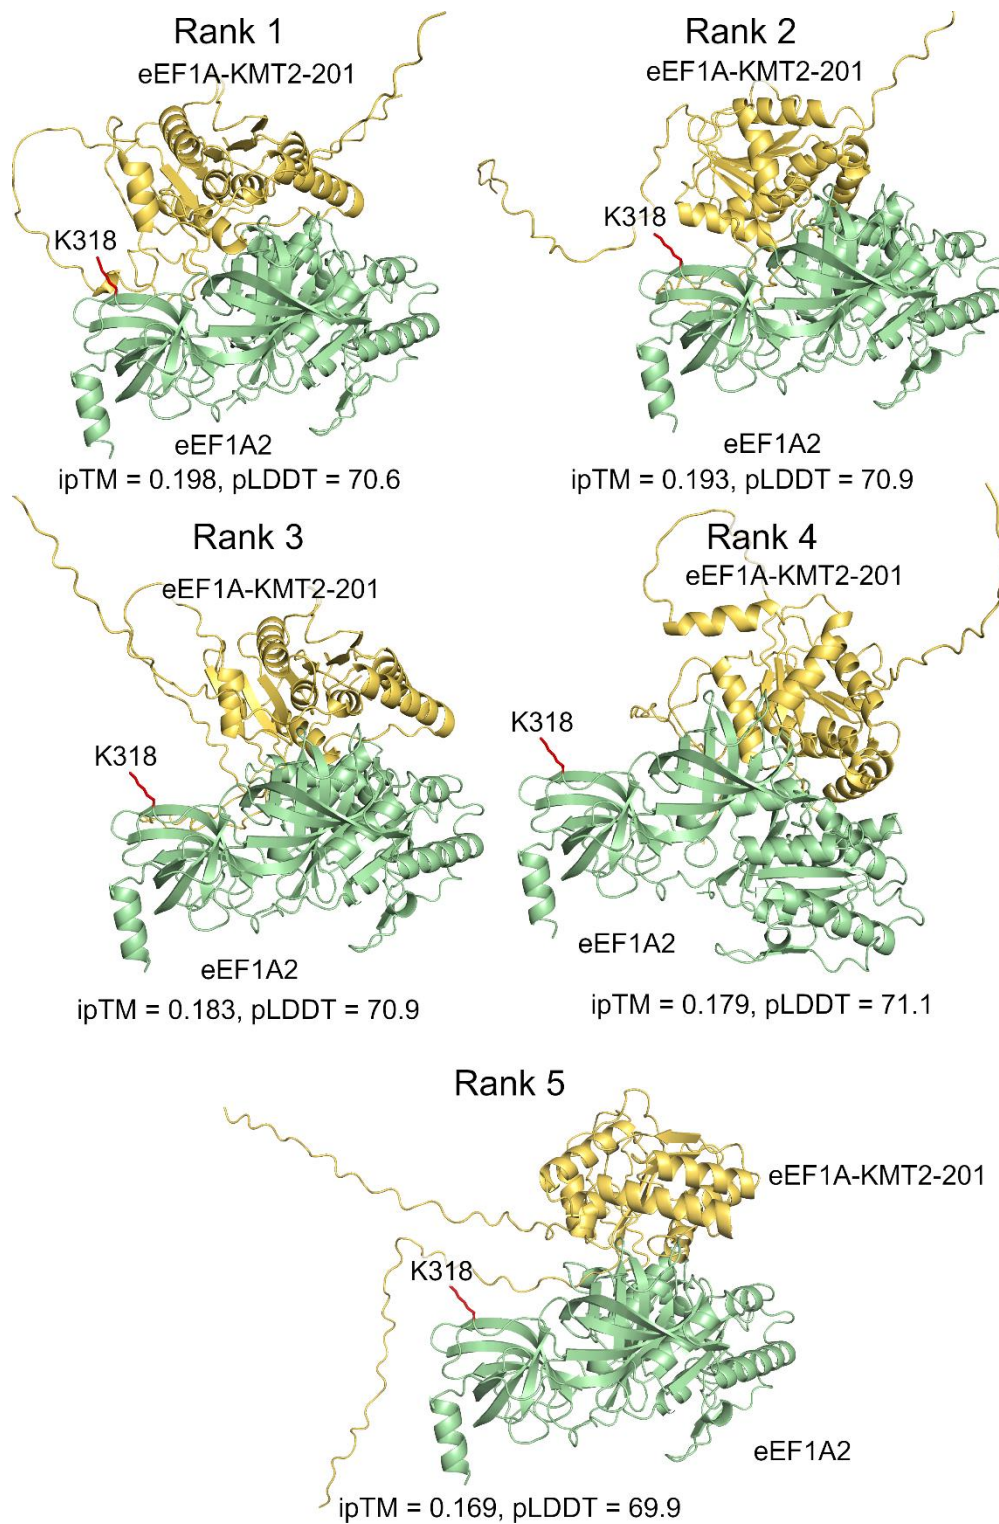 Rank 1
eEF1A-KMT2-201
K318
eEF1A2
ipTM = 0.198, pLDDT = 70.6
Rank 2
eEF1A-KMT2-201
K318
eEF1A2
ipTM = 0.193, pLDDT = 70.9
Rank 3
eEF1A-KMT2-201
K318
eEF1A2
ipTM = 0.183, pLDDT = 70.9
Rank 4
eEF1A-KMT2-201
K318
eEF1A2
ipTM = 0.179, pLDDT = 71.1
Rank 5
eEF1A-KMT2-201
K318
eEF1A2
ipTM = 0.169, pLDDT = 69.9